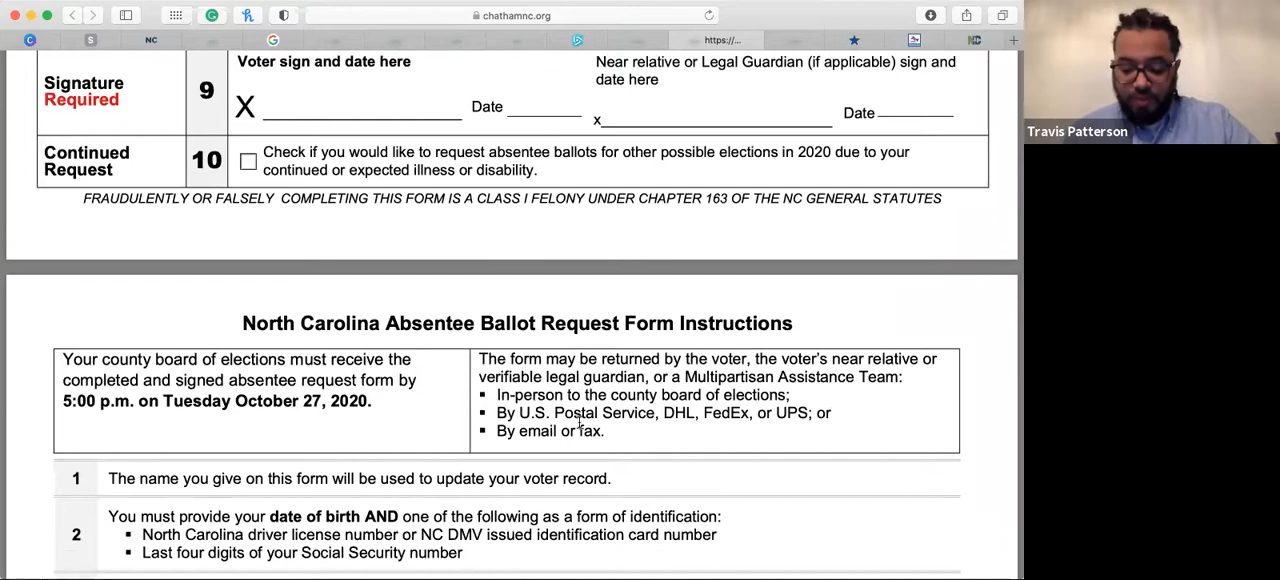 chathamnc.org
C
S
NC
https://...
Signature
Required
9
Voter sign and date here
X
Date
Near relative or Legal Guardian (if applicable) sign and
date here
x
Date
Continued
Request
10
Check if you would like to request absentee ballots for other possible elections in 2020 due to your
continued or expected illness or disability.
FRAUDULENTLY OR FALSELY COMPLETING THIS FORM IS A CLASS I FELONY UNDER CHAPTER 163 OF THE NC GENERAL STATUTES
North Carolina Absentee Ballot Request Form Instructions
Your county board of elections must receive the
completed and signed absentee request form by
5:00 p.m. on Tuesday October 27, 2020.
The form may be returned by the voter, the voter's near relative or
verifiable legal guardian, or a Multipartisan Assistance Team:
▪ In-person to the county board of elections;
▪ By U.S. Postal Service, DHL, FedEx, or UPS; or
▪ By email or fax.
1
The name you give on this form will be used to update your voter record.
2
You must provide your date of birth AND one of the following as a form of identification:
▪ North Carolina driver license number or NC DMV issued identification card number
▪ Last four digits of your Social Security number
Travis Patterson